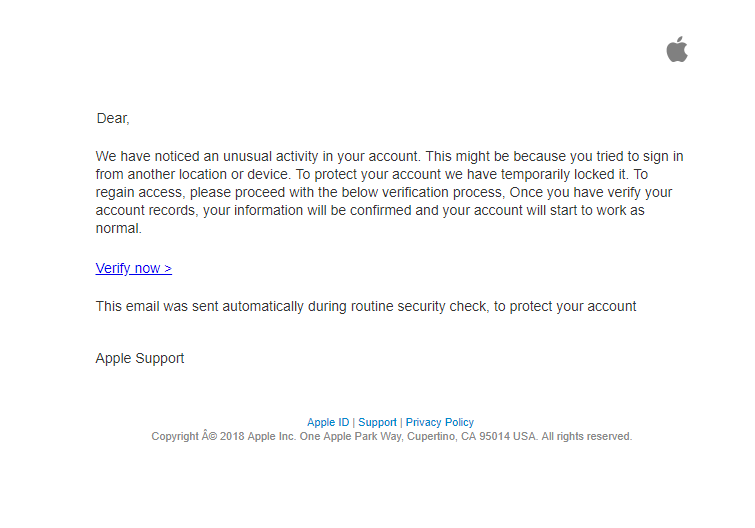 Dear,
We have noticed an unusual activity in your account. This might be because you tried to sign in
from another location or device. To protect your account we have temporarily locked it. To
regain access, please proceed with the below verification process, Once you have verify your
account records, your information will be confirmed and your account will start to work as
normal.
Verify now >
This email was sent automatically during routine security check, to protect your account
Apple Support
Apple ID | Support | Privacy Policy
Copyright Â© 2018 Apple Inc. One Apple Park Way, Cupertino, CA 95014 USA. All rights reserved.